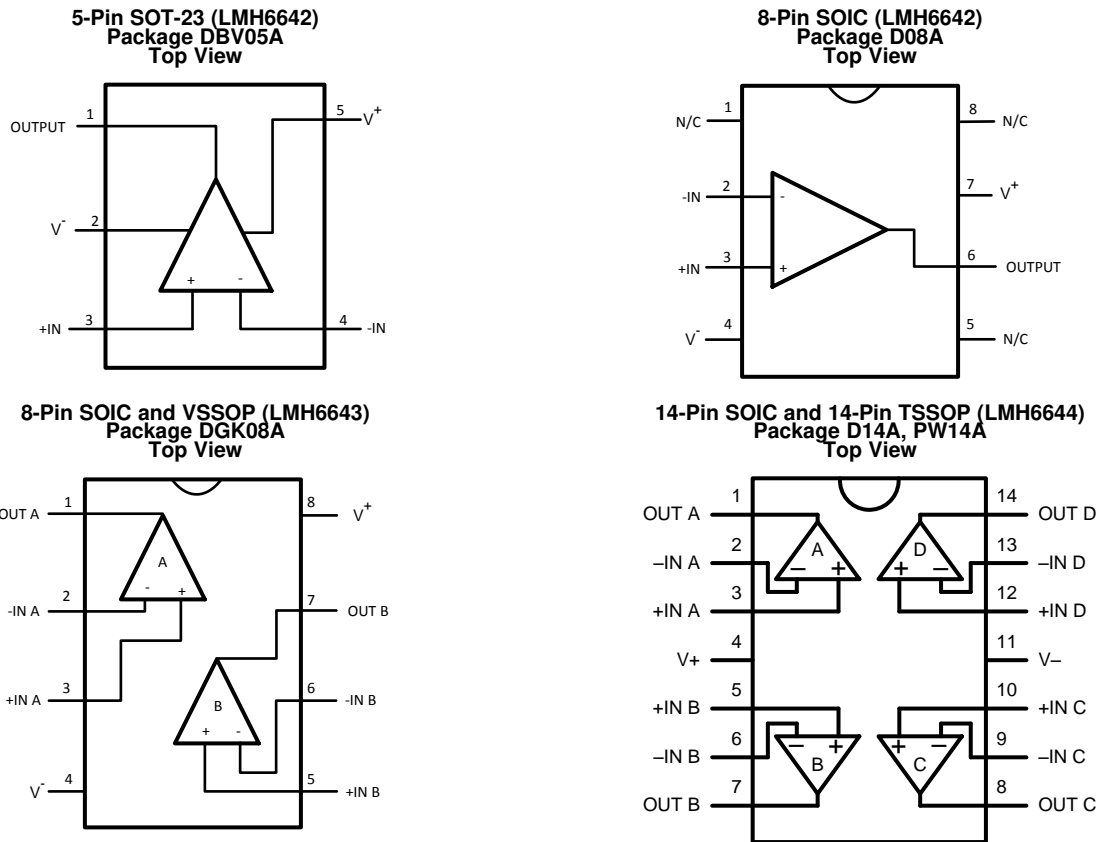 5-Pin SOT-23 (LMH6642)
Package DBV05A
Top View
OUTPUT 1
5 V+
V- 2
+ -
+IN 3
4 -IN
8-Pin SOIC (LMH6642)
Package D08A
Top View
N/C 1
8 N/C
-IN 2
-
7 V+
+IN 3
+
6 OUTPUT
V- 4
5 N/C
8-Pin SOIC and VSSOP (LMH6643)
Package DGK08A
Top View
OUT A 1
8 V+
A
- +
-IN A 2
7 OUT B
+IN A 3
6 -IN B
B
+ -
V- 4
5 +IN B
14-Pin SOIC and 14-Pin TSSOP (LMH6644)
Package D14A, PW14A
Top View
1 14
OUT A OUT D
2 13
A D
–IN A – + + – –IN D
3 12
+IN A +IN D
4 11
V+ V–
5 10
+IN B +IN C
6 9
–IN B – + + – –IN C
B C
7 8
OUT B OUT C